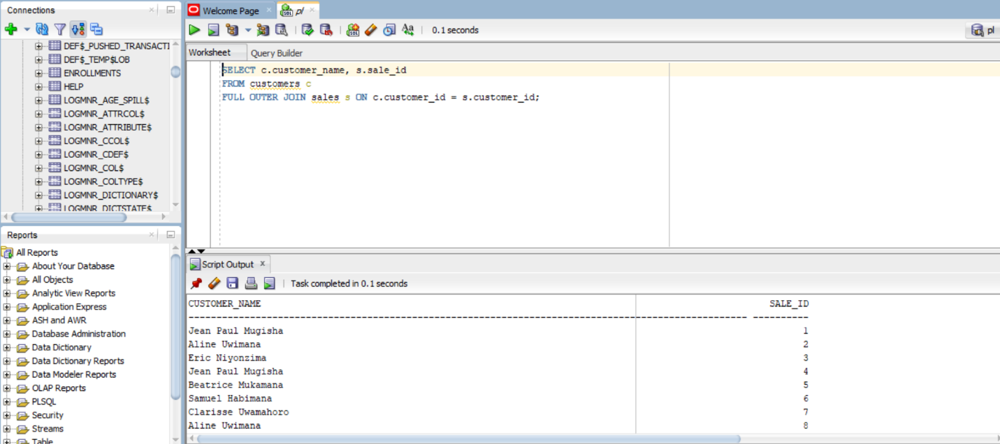 Connections
DEF$_PUSHED_TRANSACTI
DEF$_TEMP$LOB
ENROLLMENTS
HELP
LOGMNR_AGE_SPILL$
LOGMNR_ATTRCOL$
LOGMNR_ATTRIBUTE$
LOGMNR_CCOL$
LOGMNR_CDEF$
LOGMNR_COL$
LOGMNR_COLTYPE$
LOGMNR_DICTIONARY$
LOGMNR_DICTSTATE$
Reports
All Reports
About Your Database
All Objects
Analytic View Reports
Application Express
ASH and AWR
Database Administration
Data Dictionary
Data Dictionary Reports
Data Modeler Reports
OLAP Reports
PLSQL
Security
Streams
Table
Welcome Page
pl
0.1 seconds
pl
Worksheet Query Builder
SELECT c.customer_name, s.sale_id
FROM customers c
FULL OUTER JOIN sales s ON c.customer_id = s.customer_id;
Script Output x
Task completed in 0.1 seconds
CUSTOMER_NAME SALE_ID
Jean Paul Mugisha 1
Aline Uwimana 2
Eric Niyonzima 3
Jean Paul Mugisha 4
Beatrice Mukamana 5
Samuel Habimana 6
Clarisse Uwamahoro 7
Aline Uwimana 8